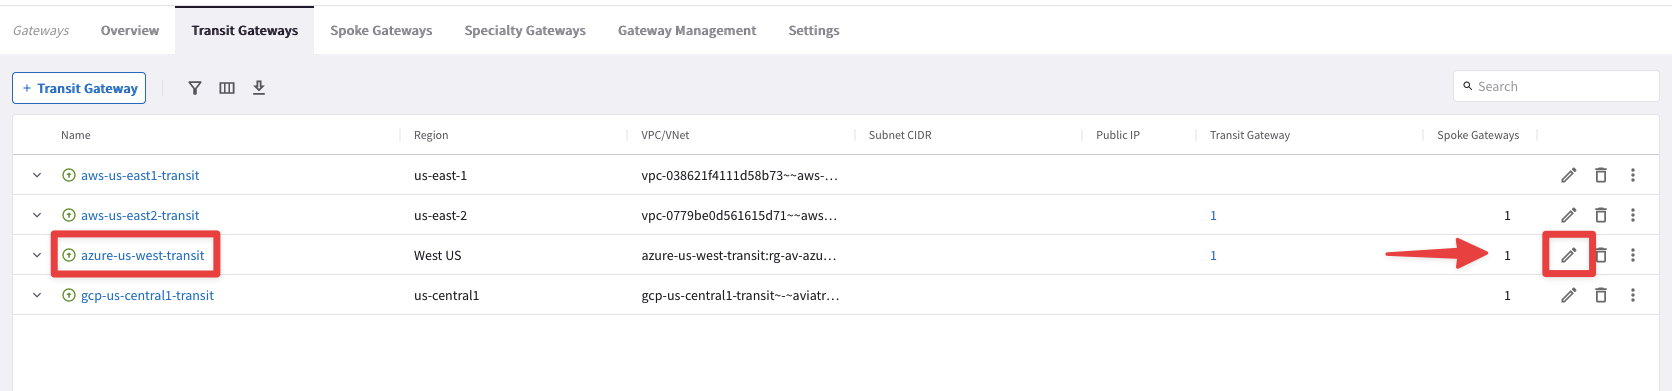 Gateways Overview Transit Gateways Spoke Gateways Specialty Gateways Gateway Management Settings
+ Transit Gateway Search
Name Region VPC/VNet Subnet CIDR Public IP Transit Gateway Spoke Gateways
aws-us-east1-transit us-east-1 vpc-038621f4111d58b73~~aws-...
aws-us-east2-transit us-east-2 vpc-0779be0d561615d71~~aws... 1 1
azure-us-west-transit West US azure-us-west-transit:rg-av-azu... 1 1
gcp-us-central1-transit us-central1 gcp-us-central1-transit~-~aviatr... 1